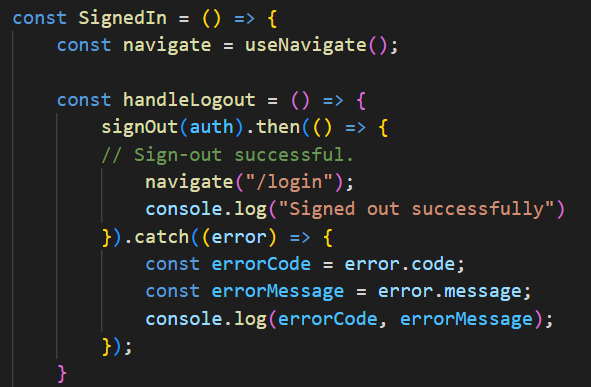 const SignedIn = () => {
    const navigate = useNavigate();

    const handleLogout = () => {
        signOut(auth).then(() => {
        // Sign-out successful.
            navigate("/login");
            console.log("Signed out successfully")
        }).catch((error) => {
            const errorCode = error.code;
            const errorMessage = error.message;
            console.log(errorCode, errorMessage);
        });
    }